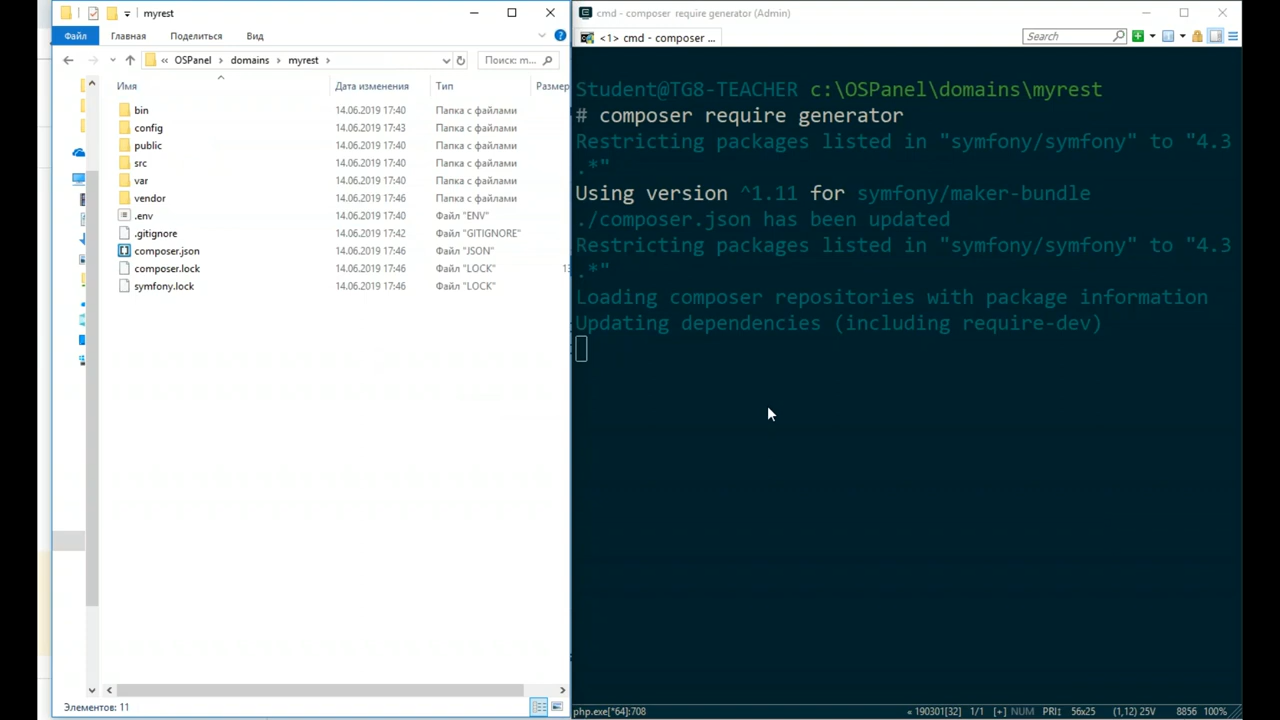 myrest
Файл
Главная
Поделиться
Вид
« OSPanel › domains › myrest ›
Поиск: m...
Имя
Дата изменения
Тип
Размер
bin 14.06.2019 17:40 Папка с файлами
config 14.06.2019 17:43 Папка с файлами
public 14.06.2019 17:40 Папка с файлами
src 14.06.2019 17:40 Папка с файлами
var 14.06.2019 17:40 Папка с файлами
vendor 14.06.2019 17:46 Папка с файлами
.env 14.06.2019 17:40 Файл "ENV"
.gitignore 14.06.2019 17:42 Файл "GITIGNORE"
composer.json 14.06.2019 17:46 Файл "JSON"
composer.lock 14.06.2019 17:46 Файл "LOCK" 13
symfony.lock 14.06.2019 17:46 Файл "LOCK"
Элементов: 11
cmd - composer require generator (Admin)
<1> cmd - composer ...
Search
Student@TG8-TEACHER c:\OSPanel\domains\myrest
# composer require generator
Restricting packages listed in "symfony/symfony" to "4.3
.*"
Using version ^1.11 for symfony/maker-bundle
./composer.json has been updated
Restricting packages listed in "symfony/symfony" to "4.3
.*"
Loading composer repositories with package information
Updating dependencies (including require-dev)
php.exe[*64]:708
« 190301[32] 1/1 [+] NUM PRI↕ 56x25 (1,12) 25V 8856 100%